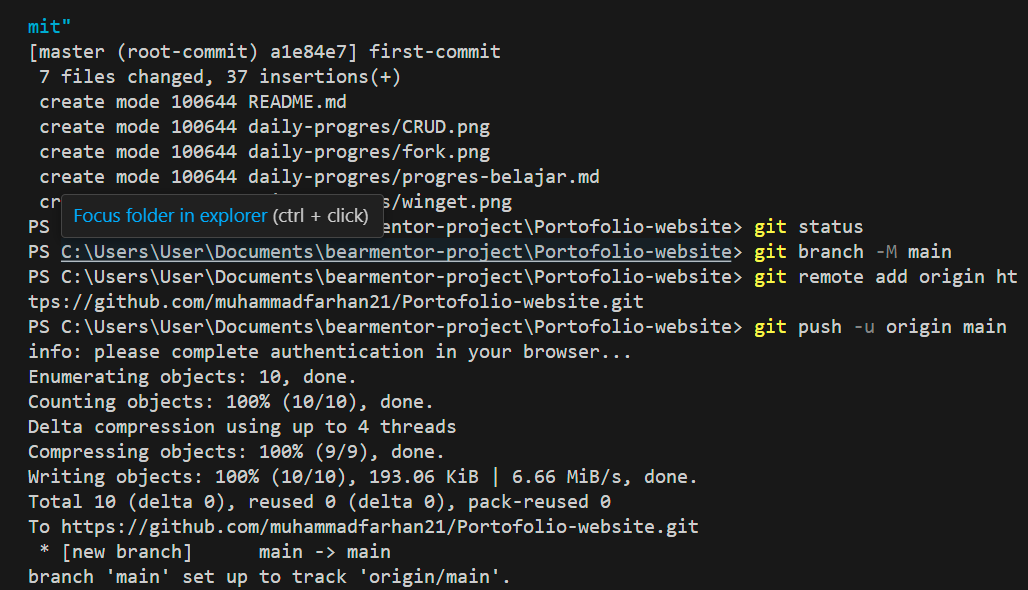 mit"
[master (root-commit) a1e84e7] first-commit
 7 files changed, 37 insertions(+)
 create mode 100644 README.md
 create mode 100644 daily-progres/CRUD.png
 create mode 100644 daily-progres/fork.png
 create mode 100644 daily-progres/progres-belajar.md
 cr s/winget.png
Focus folder in explorer (ctrl + click)
PS entor-project\Portofolio-website> git status
PS C:\Users\User\Documents\bearmentor-project\Portofolio-website> git branch -M main
PS C:\Users\User\Documents\bearmentor-project\Portofolio-website> git remote add origin ht
tps://github.com/muhammadfarhan21/Portofolio-website.git
PS C:\Users\User\Documents\bearmentor-project\Portofolio-website> git push -u origin main
info: please complete authentication in your browser...
Enumerating objects: 10, done.
Counting objects: 100% (10/10), done.
Delta compression using up to 4 threads
Compressing objects: 100% (9/9), done.
Writing objects: 100% (10/10), 193.06 KiB | 6.66 MiB/s, done.
Total 10 (delta 0), reused 0 (delta 0), pack-reused 0
To https://github.com/muhammadfarhan21/Portofolio-website.git
 * [new branch]      main -> main
branch 'main' set up to track 'origin/main'.